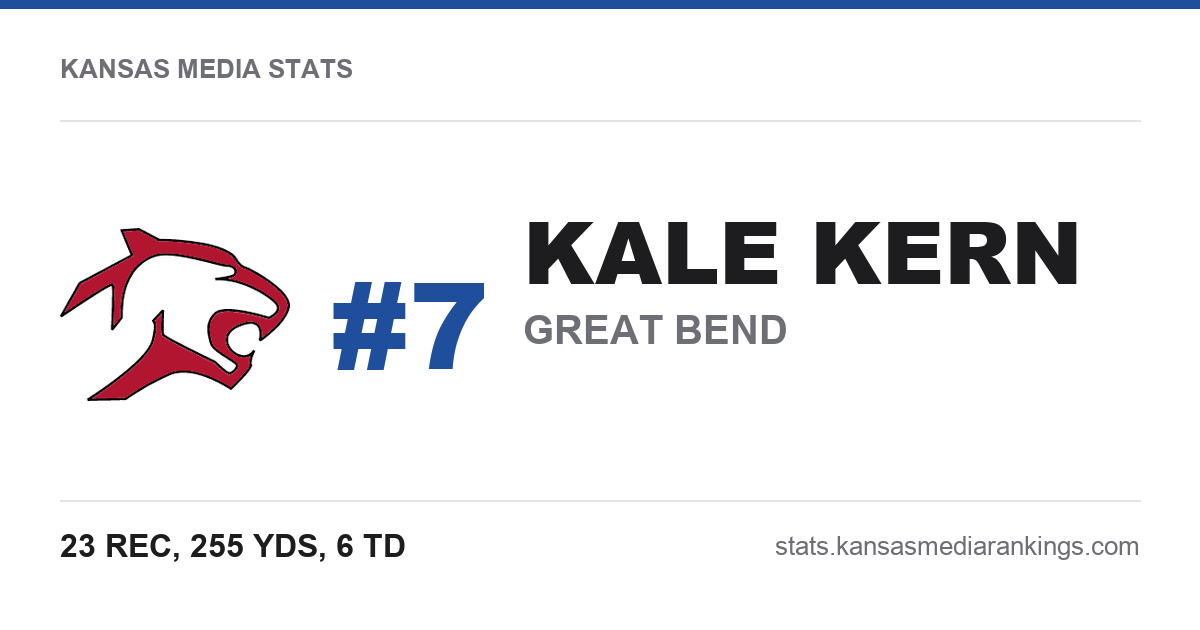 KANSAS MEDIA STATS
#7
KALE KERN
GREAT BEND
23 REC, 255 YDS, 6 TD
stats.kansasmediarankings.com